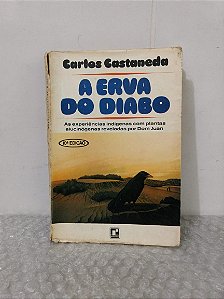 Carlos Castaneda
A ERVA
DO DIABO
As experiências indígenas com plantas
alucinógenas reveladas por Dom Juan